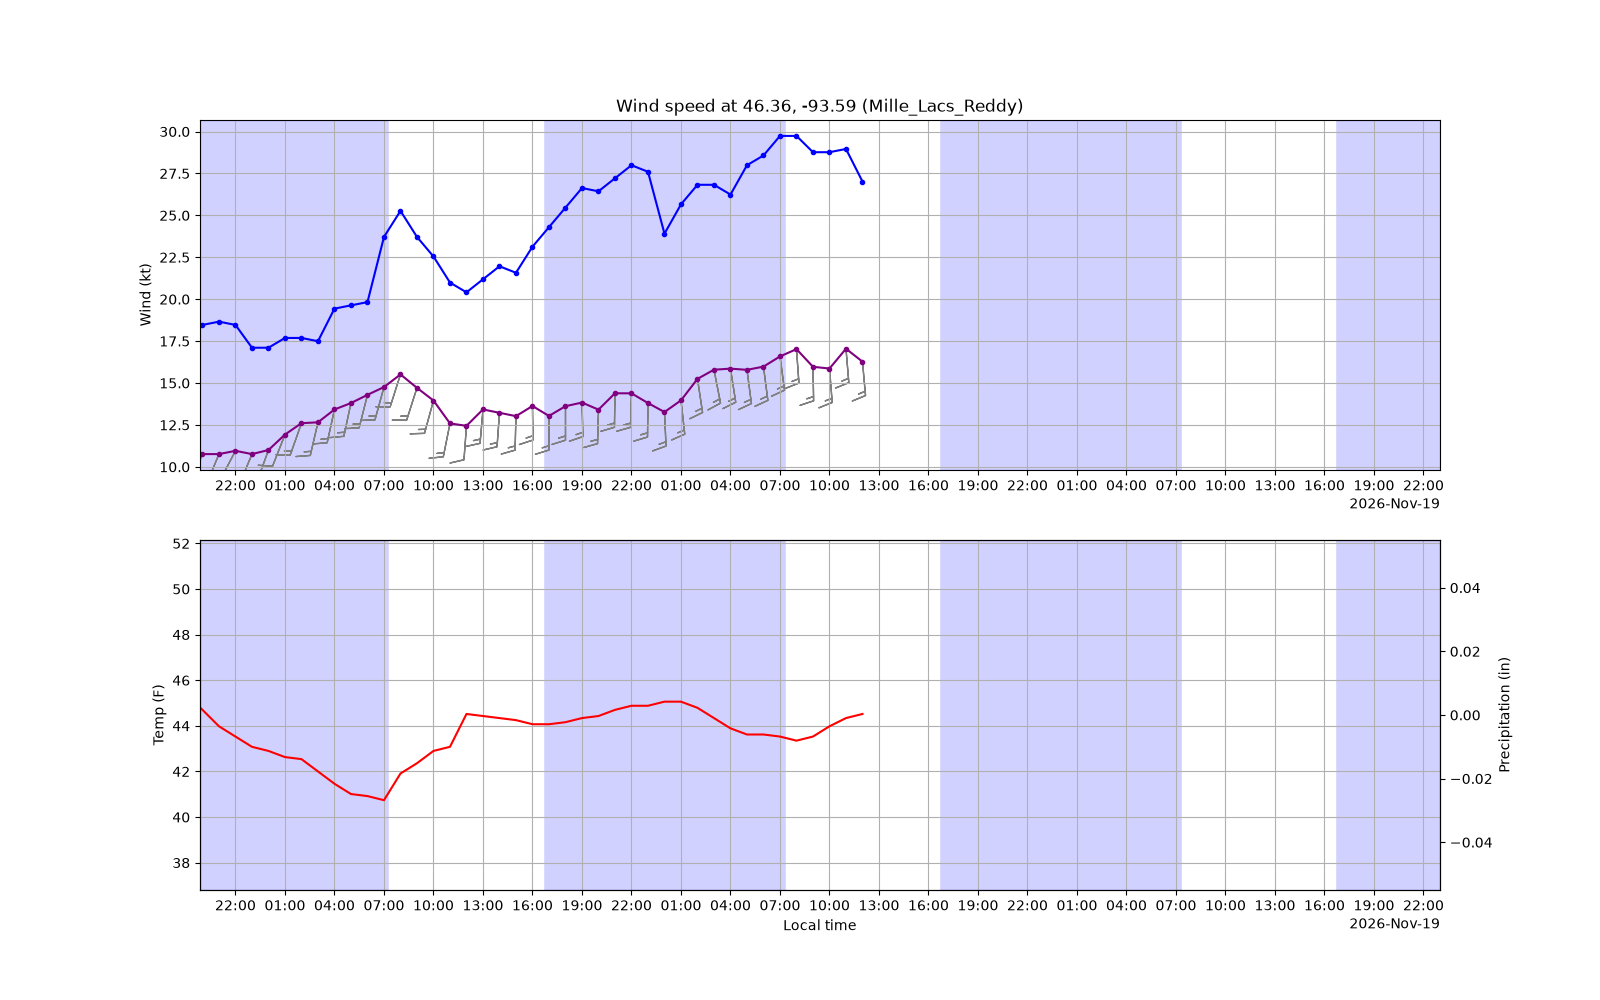 Wind speed at 46.36, -93.59 (Mille_Lacs_Reddy)
30.0
27.5
25.0
22.5
20.0
17.5
15.0
12.5
10.0
Wind (kt)
22:00 01:00 04:00 07:00 10:00 13:00 16:00 19:00 22:00 01:00 04:00 07:00 10:00 13:00 16:00 19:00 22:00 01:00 04:00 07:00 10:00 13:00 16:00 19:00 22:00
2026-Nov-19
52
50
48
46
44
42
40
38
Temp (F)
0.04
0.02
0.00
−0.02
−0.04
Precipitation (in)
22:00 01:00 04:00 07:00 10:00 13:00 16:00 19:00 22:00 01:00 04:00 07:00 10:00 13:00 16:00 19:00 22:00 01:00 04:00 07:00 10:00 13:00 16:00 19:00 22:00
Local time
2026-Nov-19